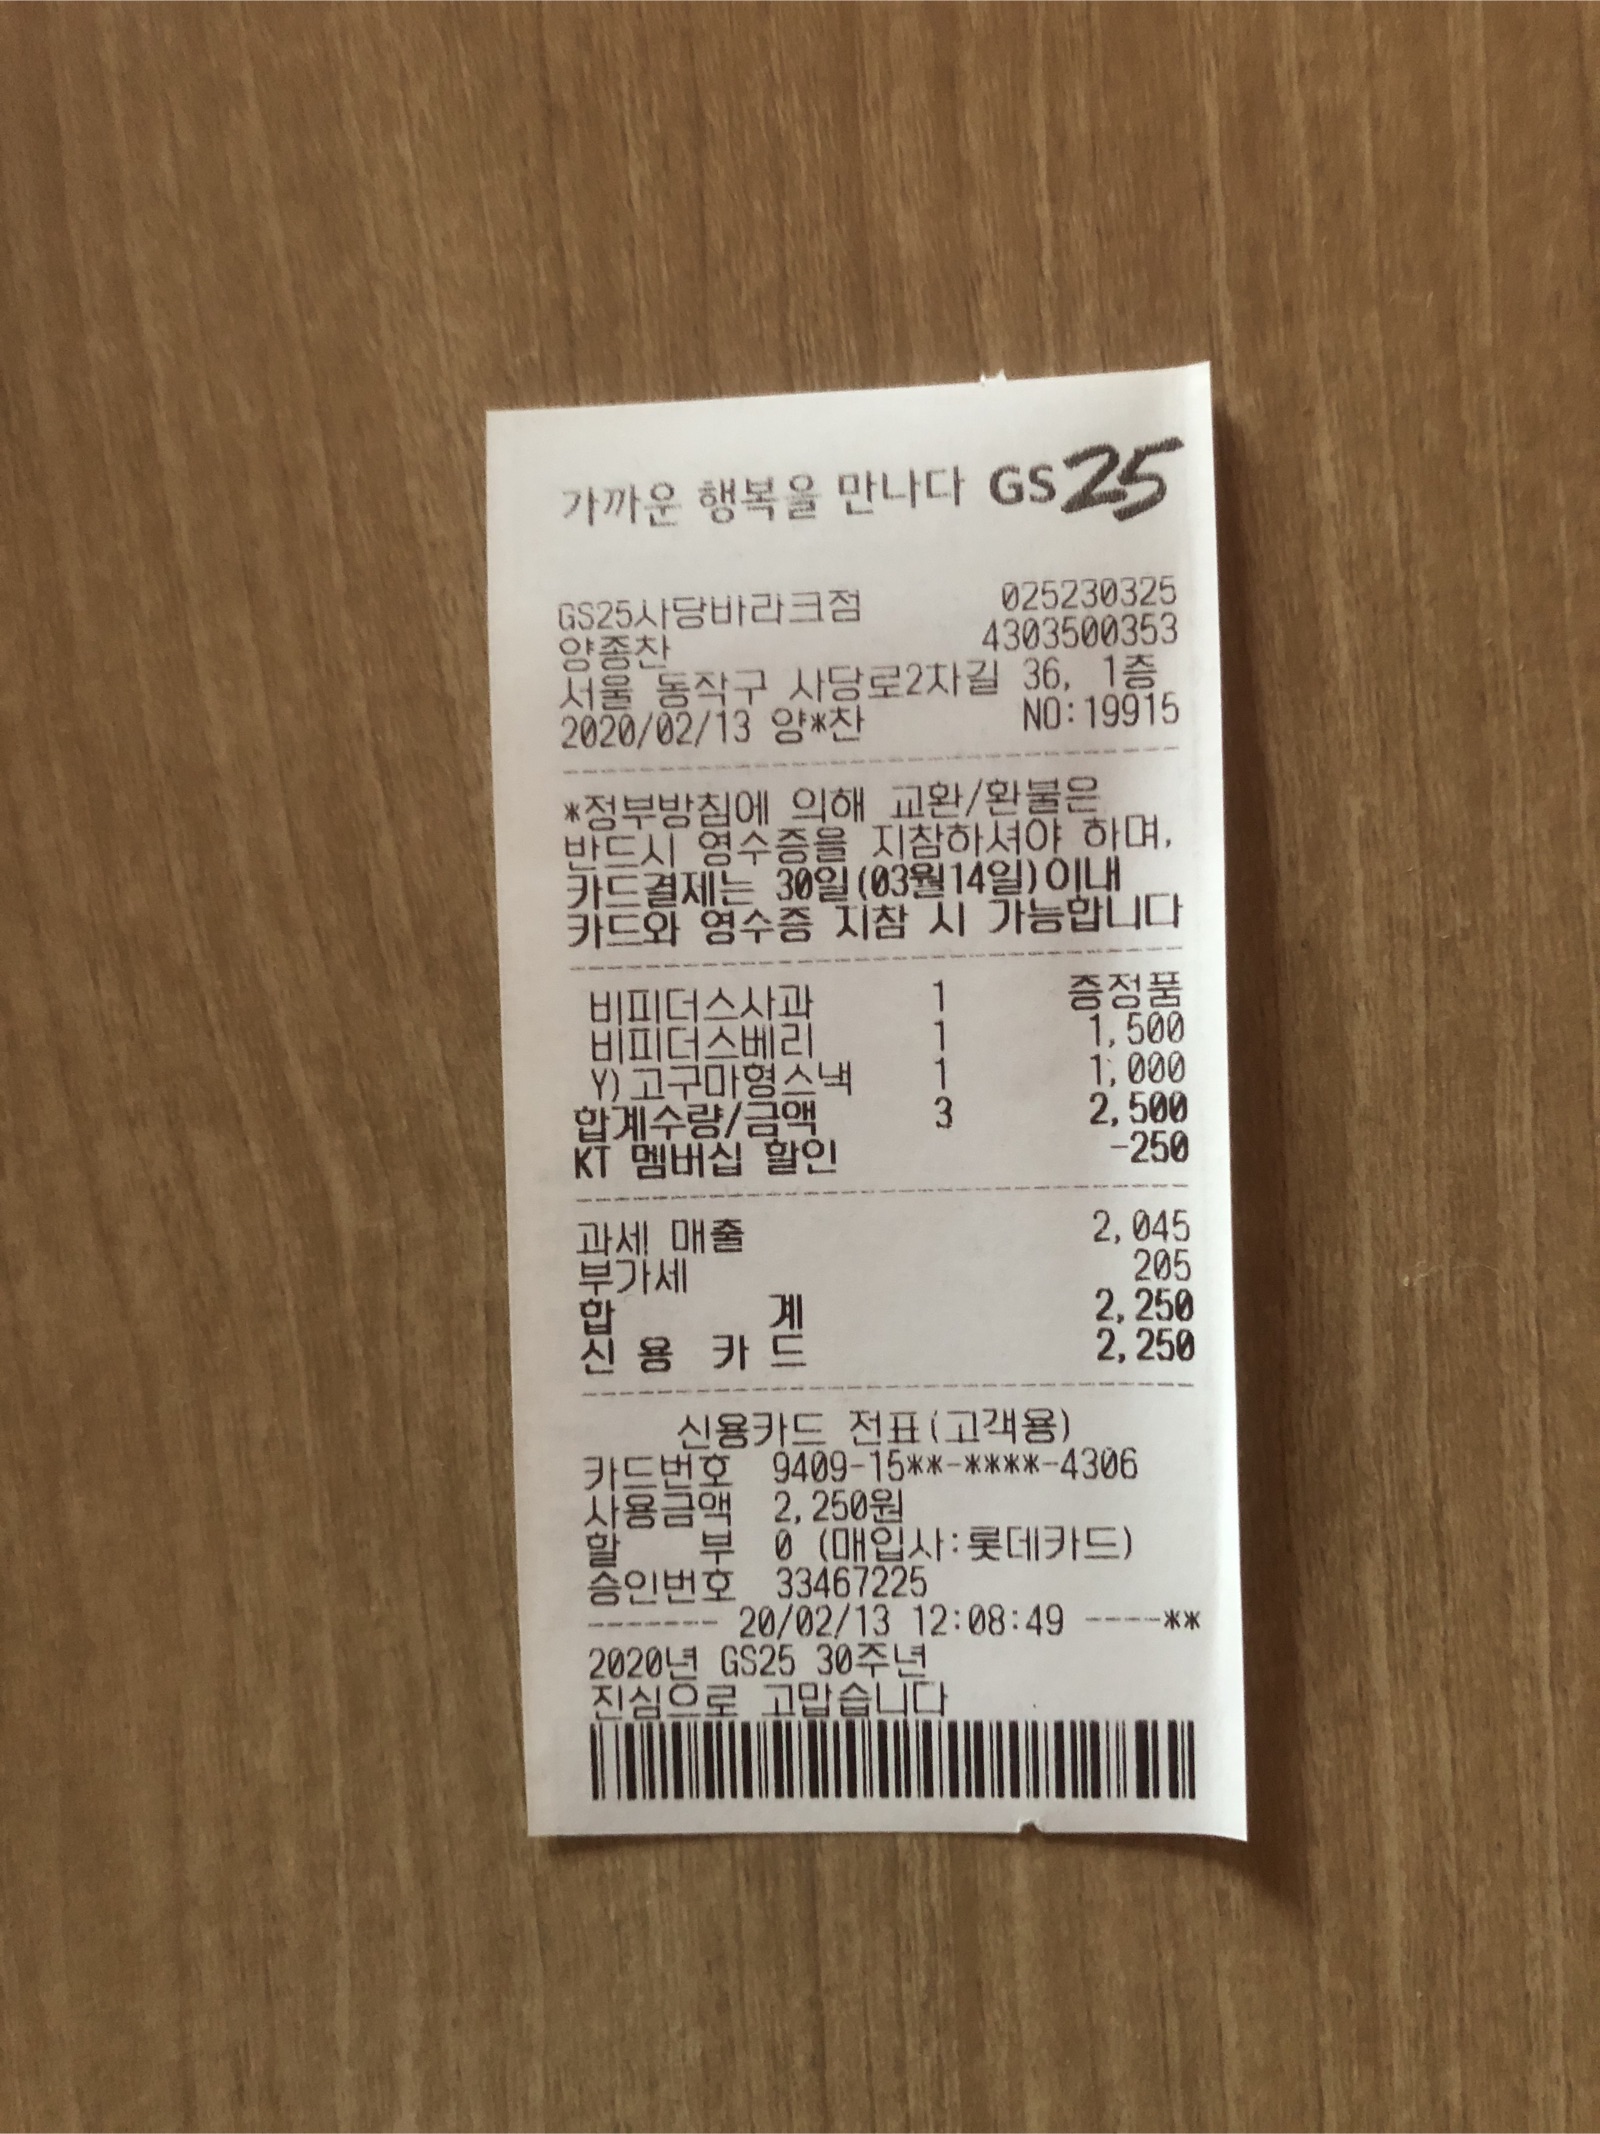 가까운 행복을 만나다 GS25
GS25사당바라크점 025230325
양종찬 4303500353
서울 동작구 사당로2차길 36, 1층
2020/02/13 양*찬 NO:19915
*정부방침에 의해 교환/환불은
반드시 영수증을 지참하셔야 하며,
카드결제는 30일(03월14일)이내
카드와 영수증 지참 시 가능합니다
비피더스사과 1 증정품
비피더스베리 1 1,500
Y)고구마형스낵 1 1,000
합계수량/금액 3 2,500
KT 멤버십 할인 -250
과세 매출 2,045
부가세 205
합 계 2,250
신 용 카 드 2,250
신용카드 전표(고객용)
카드번호 9409-15**-****-4306
사용금액 2,250원
할 부 0 (매입사:롯데카드)
승인번호 33467225
------- 20/02/13 12:08:49 ----**
2020년 GS25 30주년
진심으로 고맙습니다